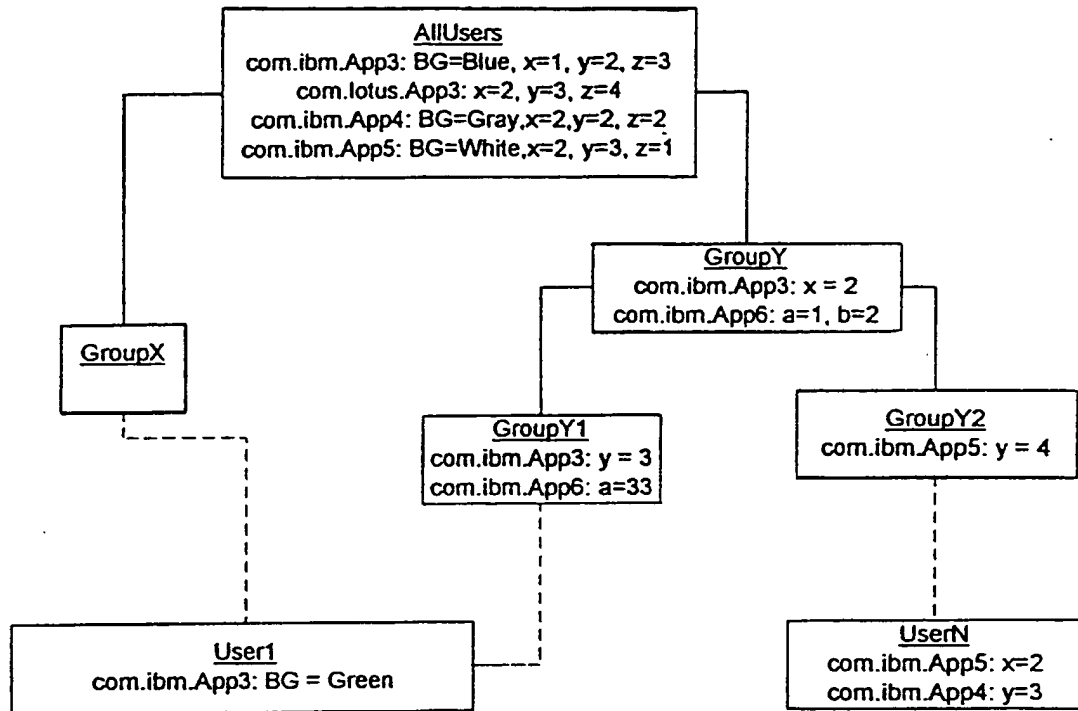 AllUsers
com.ibm.App3: BG=Blue, x=1, y=2, z=3
com.lotus.App3: x=2, y=3, z=4
com.ibm.App4: BG=Gray,x=2,y=2, z=2
com.ibm.App5: BG=White,x=2, y=3, z=1
GroupY
com.ibm.App3: x = 2
com.ibm.App6: a=1, b=2
GroupX
GroupY1
com.ibm.App3: y = 3
com.ibm.App6: a=33
GroupY2
com.ibm.App5: y = 4
User1
com.ibm.App3: BG = Green
UserN
com.ibm.App5: x=2
com.ibm.App4: y=3